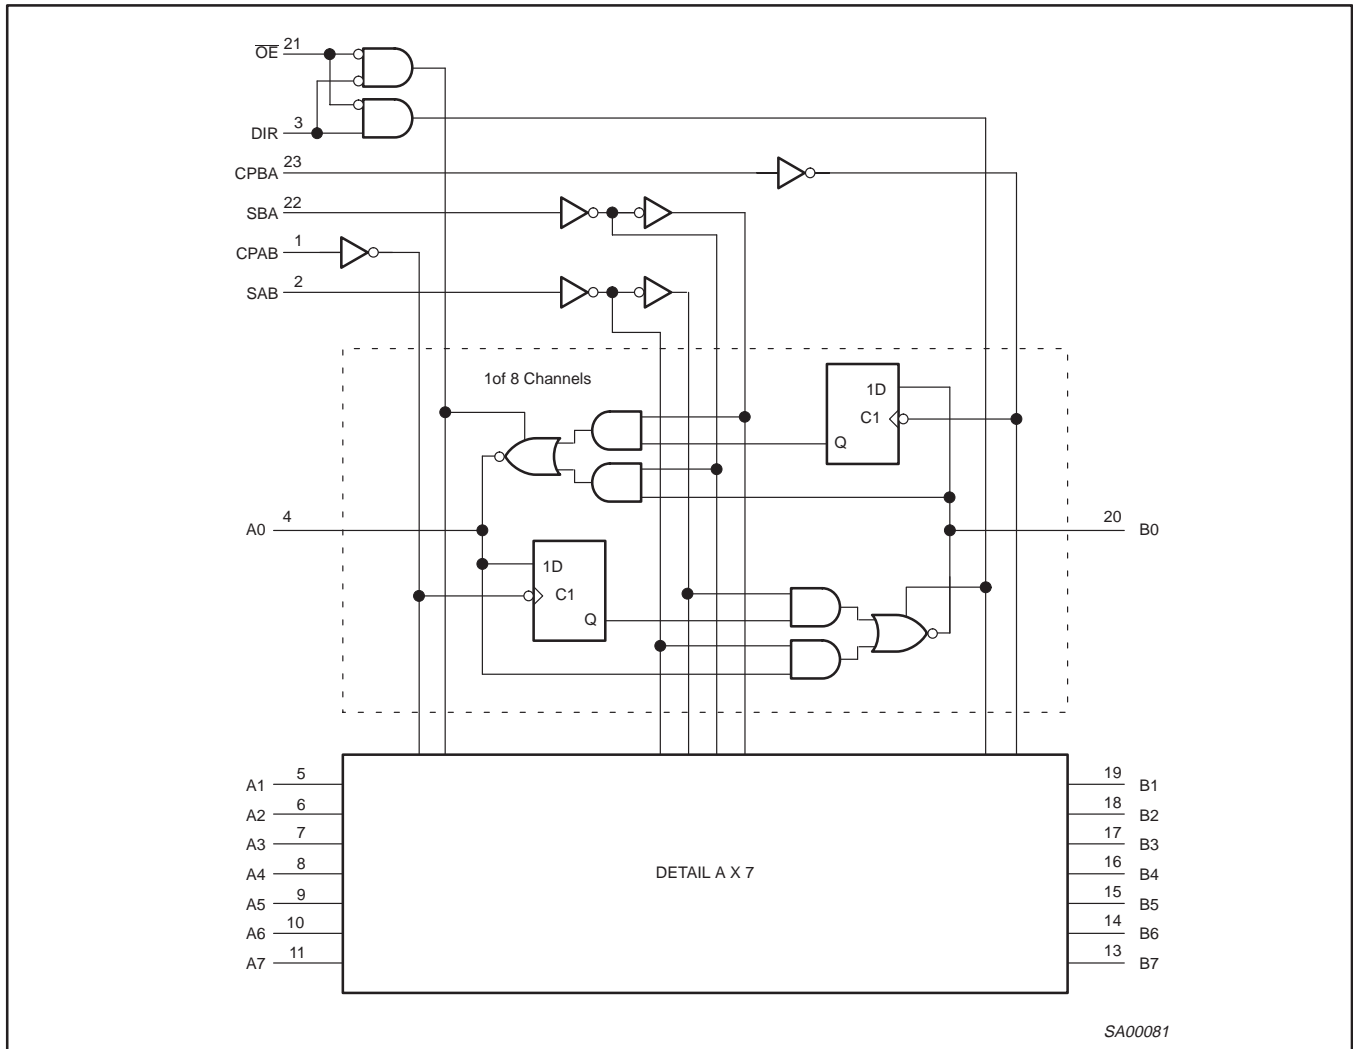 OE 21
DIR 3
CPBA 23
SBA 22
CPAB 1
SAB 2
1of 8 Channels
1D
C1
Q
A0 4
20 B0
1D
C1
Q
A1 5
A2 6
A3 7
A4 8
A5 9
A6 10
A7 11
DETAIL A X 7
19 B1
18 B2
17 B3
16 B4
15 B5
14 B6
13 B7
SA00081